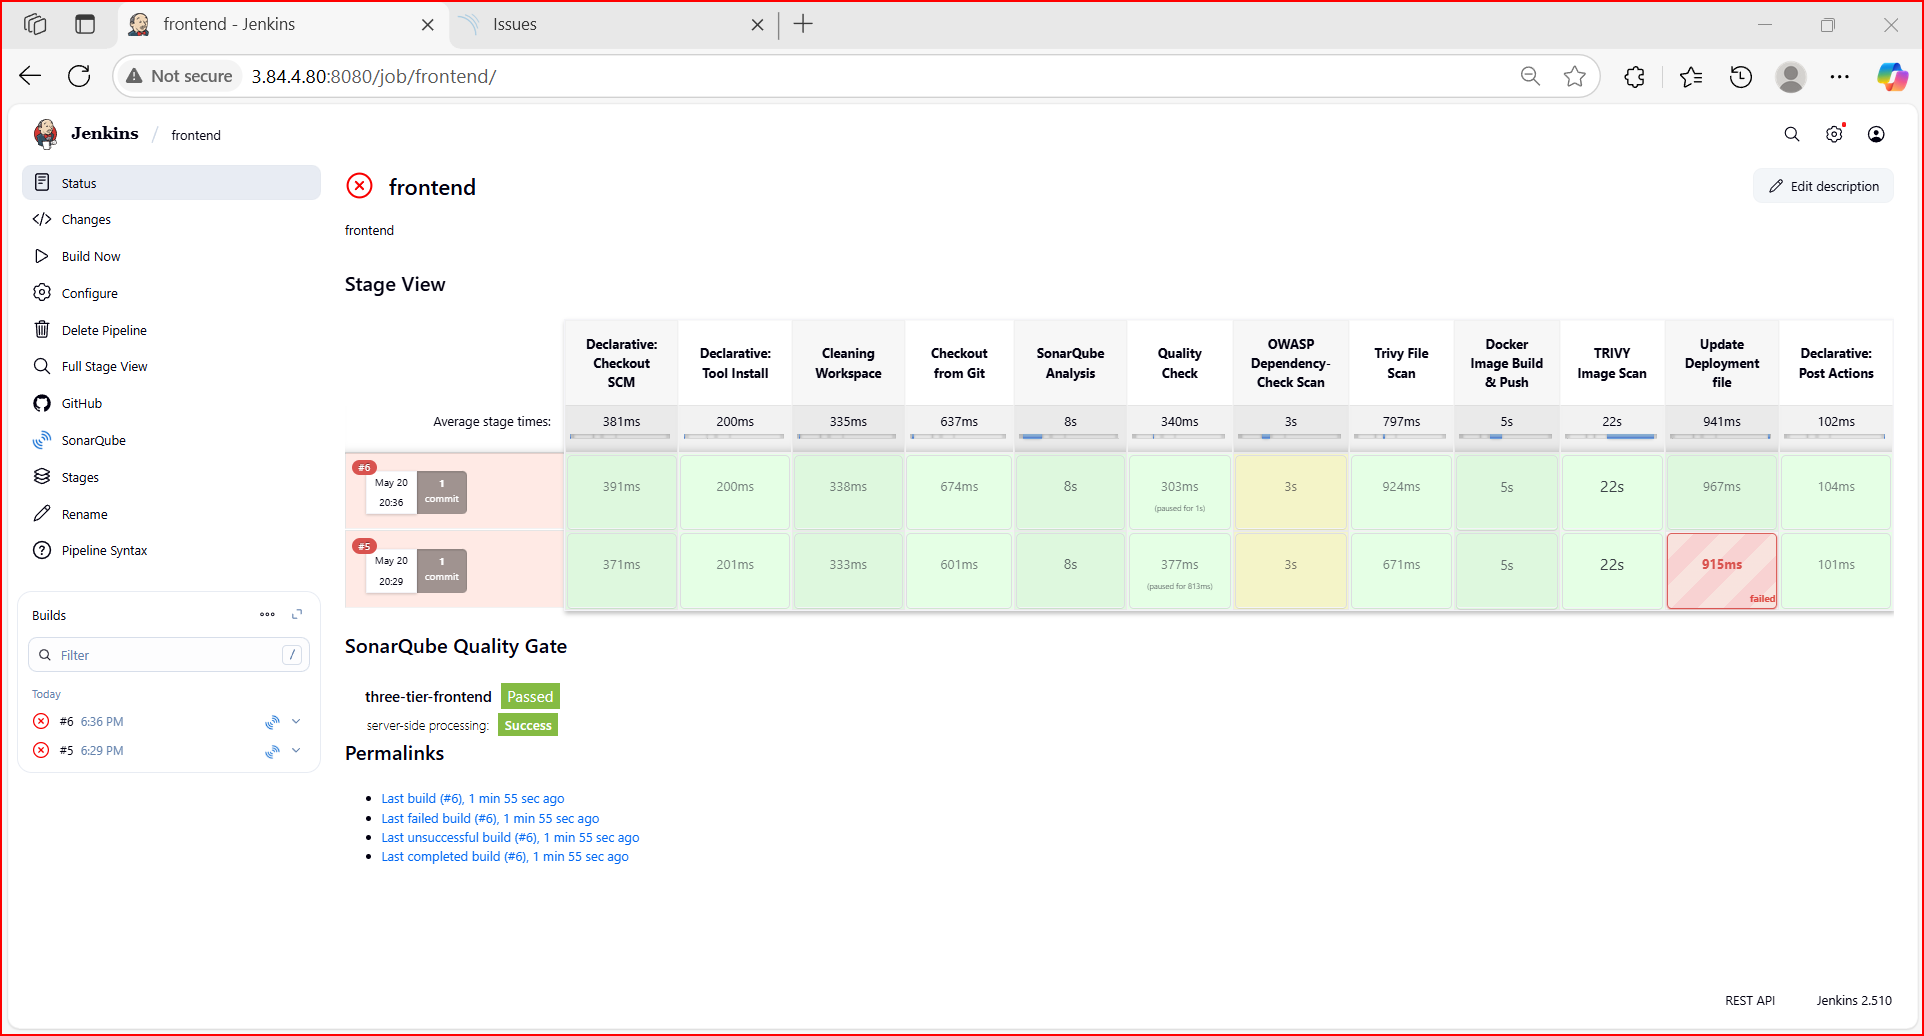 frontend - Jenkins
Issues
Not secure
3.84.4.80:8080/job/frontend/
Jenkins / frontend
Status
Changes
Build Now
Configure
Delete Pipeline
Full Stage View
GitHub
SonarQube
Stages
Rename
Pipeline Syntax
Builds
Filter
/
Today
#6 6:36 PM
#5 6:29 PM
frontend
Edit description
frontend
Stage View
Declarative: Checkout SCM
Declarative: Tool Install
Cleaning Workspace
Checkout from Git
SonarQube Analysis
Quality Check
OWASP Dependency-Check Scan
Trivy File Scan
Docker Image Build & Push
TRIVY Image Scan
Update Deployment file
Declarative: Post Actions
Average stage times: 381ms 200ms 335ms 637ms 8s 340ms 3s 797ms 5s 22s 941ms 102ms
#6
May 20
20:36
1
commit
391ms 200ms 338ms 674ms 8s 303ms 3s 924ms 5s 22s 967ms 104ms
(paused for 1s)
#5
May 20
20:29
1
commit
371ms 201ms 333ms 601ms 8s 377ms 3s 671ms 5s 22s 915ms 101ms
(paused for 813ms)
failed
SonarQube Quality Gate
three-tier-frontend Passed
server-side processing: Success
Permalinks
Last build (#6), 1 min 55 sec ago
Last failed build (#6), 1 min 55 sec ago
Last unsuccessful build (#6), 1 min 55 sec ago
Last completed build (#6), 1 min 55 sec ago
REST API
Jenkins 2.510